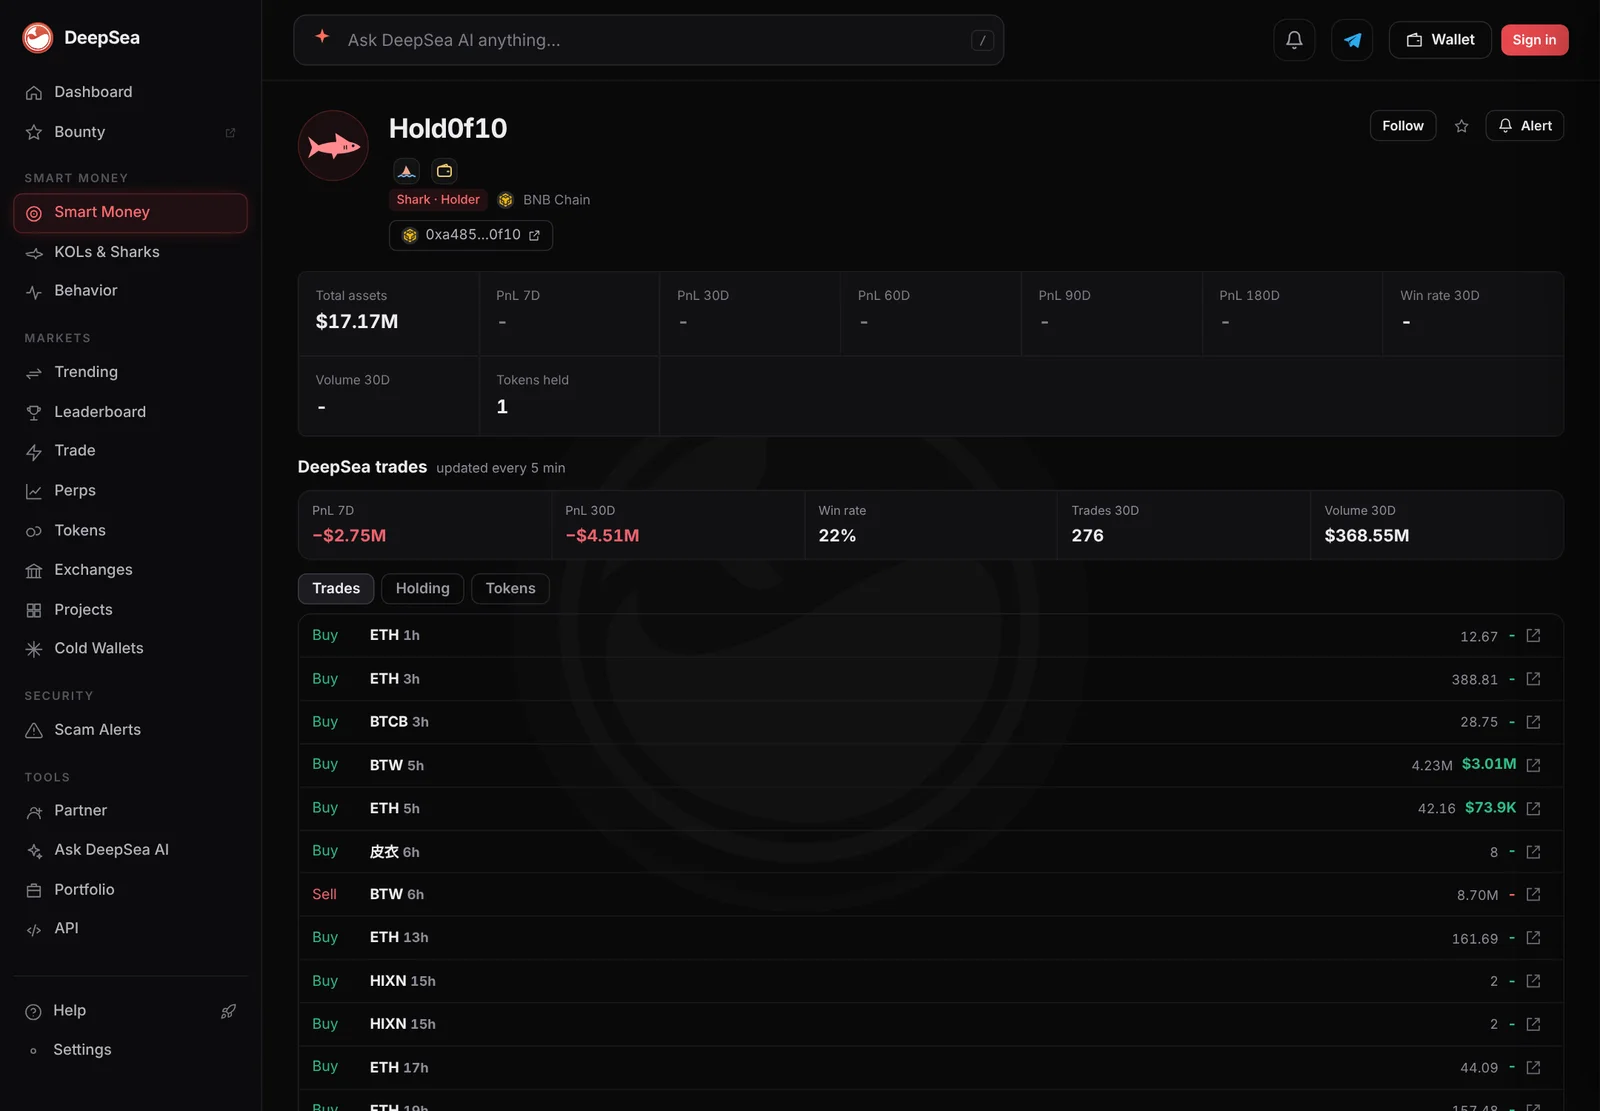 DeepSea
Ask DeepSea AI anything...
/
Wallet
Sign in
Dashboard
Bounty
SMART MONEY
Smart Money
KOLs & Sharks
Behavior
MARKETS
Trending
Leaderboard
Trade
Perps
Tokens
Exchanges
Projects
Cold Wallets
SECURITY
Scam Alerts
TOOLS
Partner
Ask DeepSea AI
Portfolio
API
Help
Settings
Hold0f10
Follow
Alert
Shark · Holder
BNB Chain
0xa485...0f10
Total assets
$17.17M
PnL 7D
-
PnL 30D
-
PnL 60D
-
PnL 90D
-
PnL 180D
-
Win rate 30D
-
Volume 30D
-
Tokens held
1
DeepSea trades updated every 5 min
PnL 7D
−$2.75M
PnL 30D
−$4.51M
Win rate
22%
Trades 30D
276
Volume 30D
$368.55M
Trades
Holding
Tokens
Buy ETH 1h 12.67 -
Buy ETH 3h 388.81 -
Buy BTCB 3h 28.75 -
Buy BTW 5h 4.23M $3.01M
Buy ETH 5h 42.16 $73.9K
Buy 皮衣 6h 8 -
Sell BTW 6h 8.70M -
Buy ETH 13h 161.69 -
Buy HIXN 15h 2 -
Buy HIXN 15h 2 -
Buy ETH 17h 44.09 -
Buy ETH 19h 157.48 -